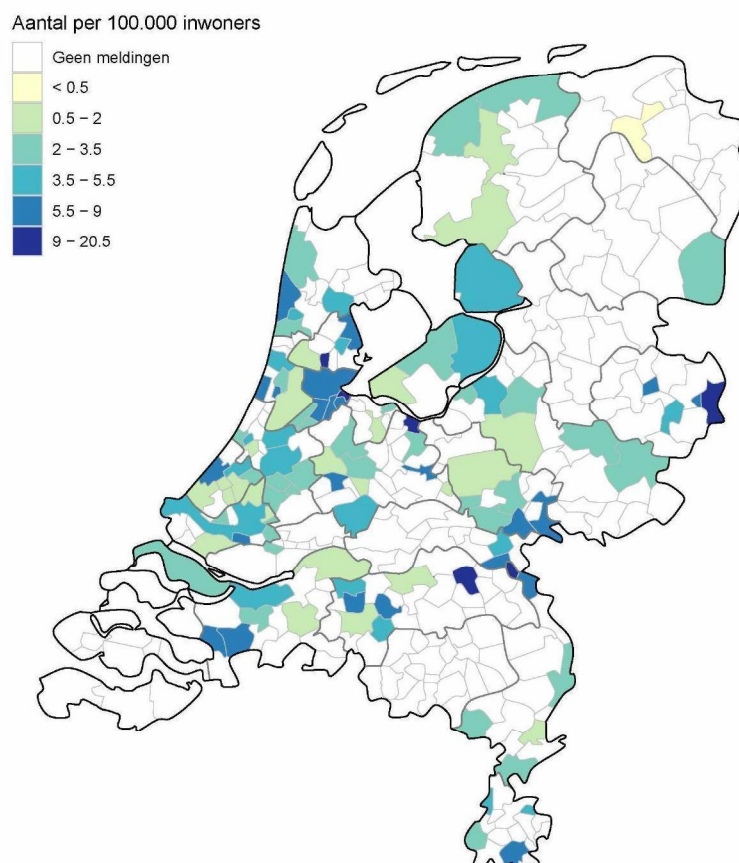 Aantal per 100.000 inwoners
Geen meldingen
< 0.5
0.5 – 2
2 – 3.5
3.5 – 5.5
5.5 – 9
9 – 20.5